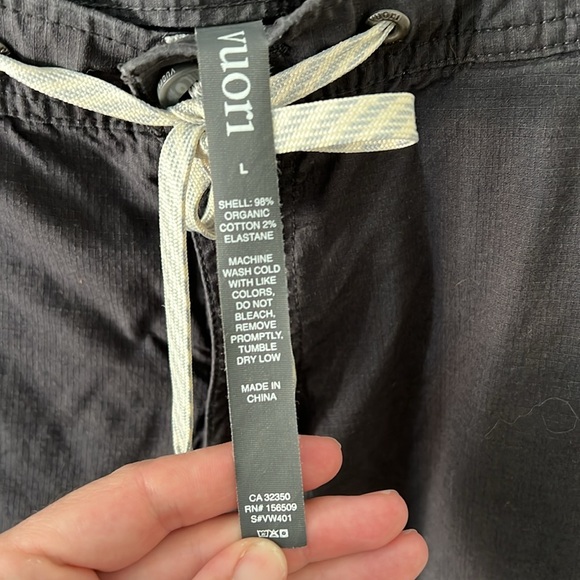 vuori
L
SHELL: 98%
ORGANIC
COTTON 2%
ELASTANE
MACHINE
WASH COLD
WITH LIKE
COLORS,
DO NOT
BLEACH.
REMOVE
PROMPTLY.
TUMBLE
DRY LOW
MADE IN
CHINA
CA 32350
RN# 156509
S#VW401
VUORI